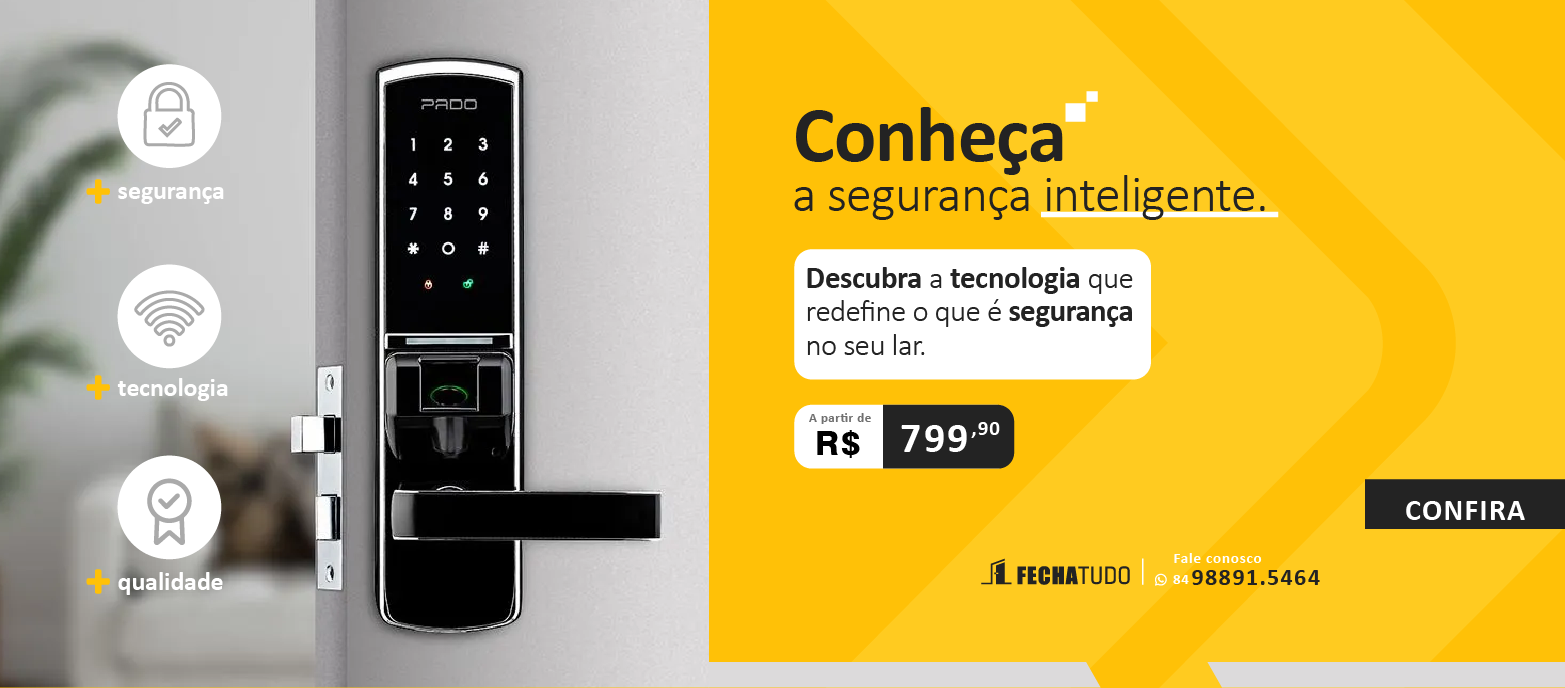 + segurança
+ tecnologia
+ qualidade
PADO
1 2 3
4 5 6
7 8 9
* O #
Conheça
a segurança inteligente.
Descubra a tecnologia que
redefine o que é segurança
no seu lar.
A partir de
R$ 799,90
CONFIRA
FECHATUDO
Fale conosco
84 98891.5464